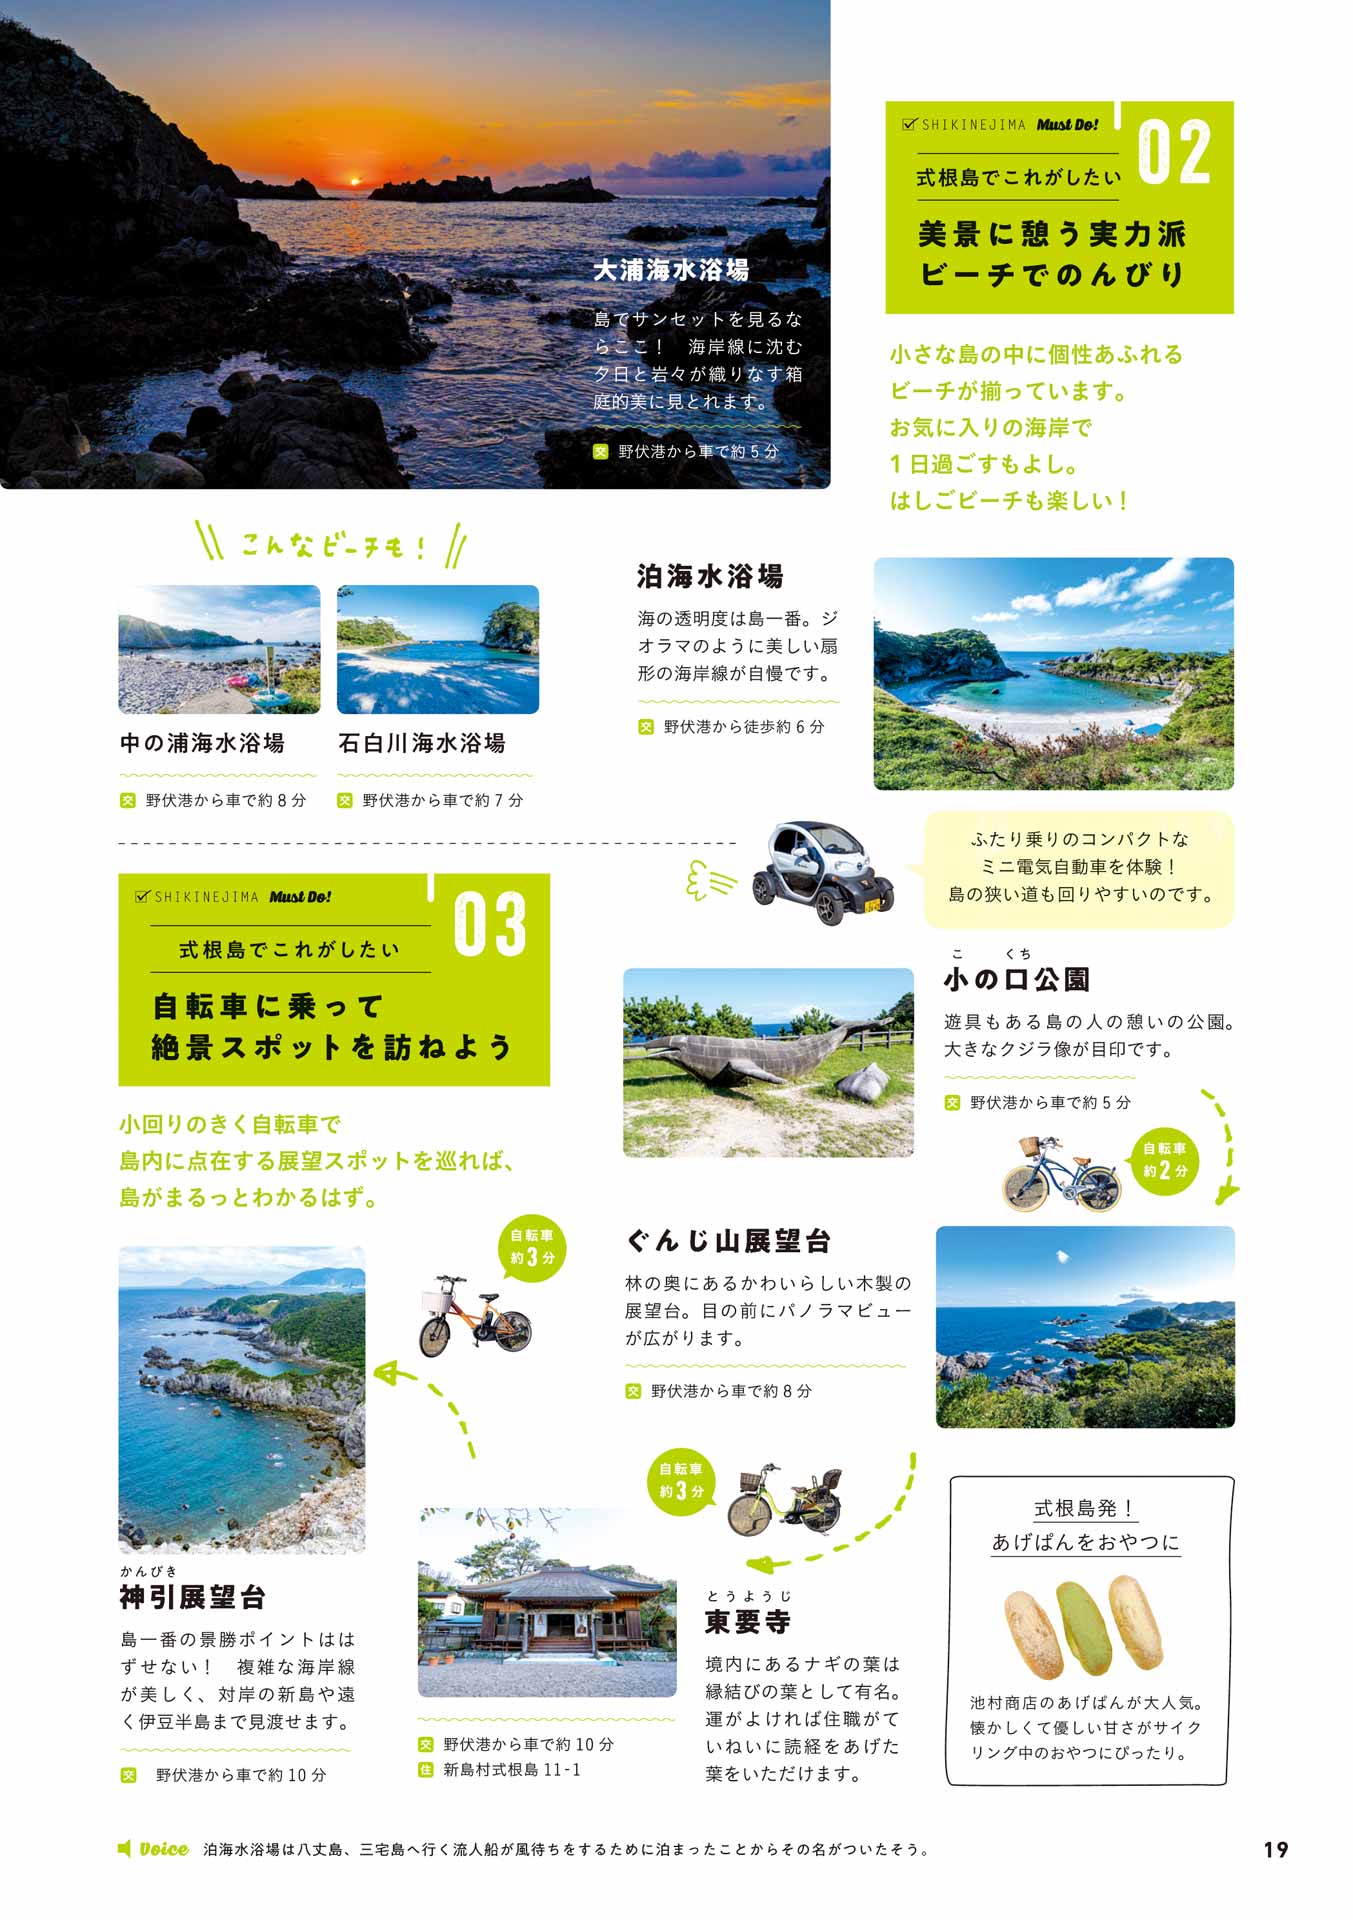 SHIKINEJIMA Must Do!
02
式根島でこれがしたい
美景に憩う実力派
ビーチでのんびり
小さな島の中に個性あふれる
ビーチが揃っています。
お気に入りの海岸で
1日過ごすもよし。
はしごビーチも楽しい！
大浦海水浴場
島でサンセットを見るな
らここ！　海岸線に沈む
夕日と岩々が織りなす箱
庭的美に見とれます。
交 野伏港から車で約5分
こんなビーチも！
中の浦海水浴場
交 野伏港から車で約8分
石白川海水浴場
交 野伏港から車で約7分
泊海水浴場
海の透明度は島一番。ジ
オラマのように美しい扇
形の海岸線が自慢です。
交 野伏港から徒歩約6分
ふたり乗りのコンパクトな
ミニ電気自動車を体験！
島の狭い道も回りやすいのです。
SHIKINEJIMA Must Do!
03
式根島でこれがしたい
自転車に乗って
絶景スポットを訪ねよう
小回りのきく自転車で
島内に点在する展望スポットを巡れば、
島がまるっとわかるはず。
こ　くち
小の口公園
遊具もある島の人の憩いの公園。
大きなクジラ像が目印です。
交 野伏港から車で約5分
自転車
約2分
ぐんじ山展望台
林の奥にあるかわいらしい木製の
展望台。目の前にパノラマビュー
が広がります。
交 野伏港から車で約8分
自転車
約3分
とうようじ
東要寺
境内にあるナギの葉は
縁結びの葉として有名。
運がよければ住職がて
いねいに読経をあげた
葉をいただけます。
交 野伏港から車で約10分
住 新島村式根島11-1
自転車
約3分
かんびき
神引展望台
島一番の景勝ポイントはは
ずせない！　複雑な海岸線
が美しく、対岸の新島や遠
く伊豆半島まで見渡せます。
交 野伏港から車で約10分
式根島発！
あげぱんをおやつに
池村商店のあげぱんが大人気。
懐かしくて優しい甘さがサイク
リング中のおやつにぴったり。
Voice 泊海水浴場は八丈島、三宅島へ行く流人船が風待ちをするために泊まったことからその名がついたそう。
19